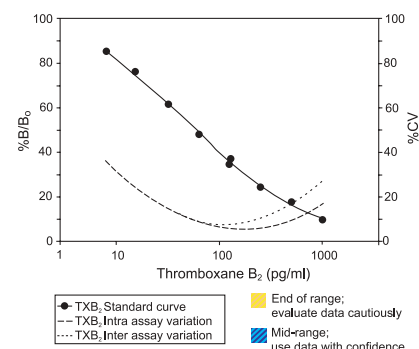 100
80
60
40
20
0
%B/B₀
100
80
60
40
20
0
%CV
1
10
100
1000
Thromboxane B₂ (pg/ml)
TXB₂ Standard curve
TXB₂ Intra assay variation
TXB₂ Inter assay variation
End of range;
evaluate data cautiously
Mid-range;
use data with confidence